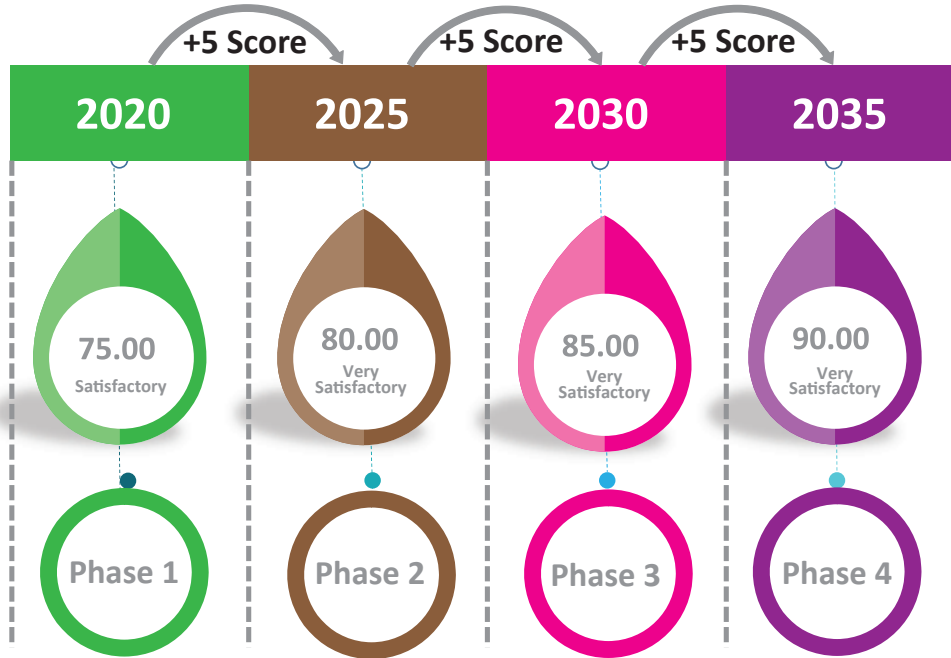 +5 Score
+5 Score
+5 Score
2020
2025
2030
2035
75.00
Satisfactory
80.00
Very
Satisfactory
85.00
Very
Satisfactory
90.00
Very
Satisfactory
Phase 1
Phase 2
Phase 3
Phase 4